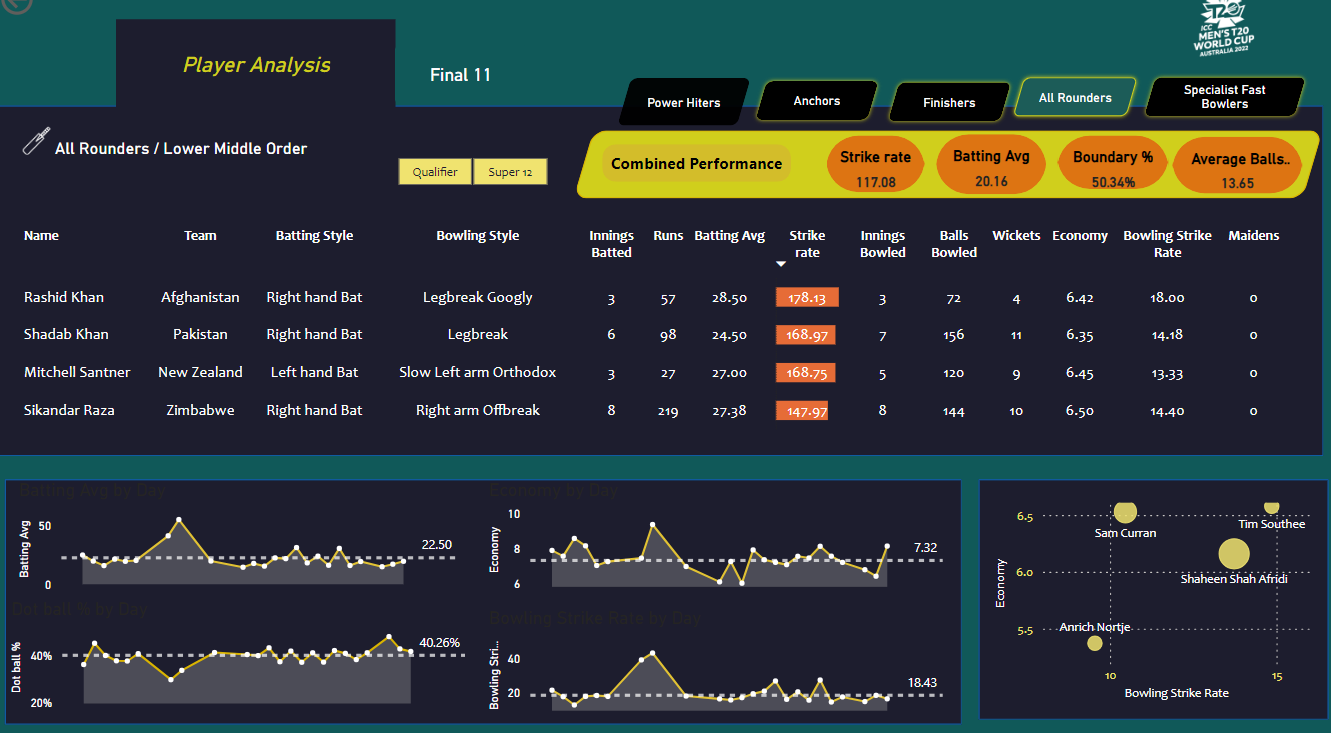 ICC
MEN'S T20
WORLD CUP
AUSTRALIA 2022
Player Analysis
Final 11
Power Hiters
Anchors
Finishers
All Rounders
Specialist Fast
Bowlers
All Rounders / Lower Middle Order
Qualifier
Super 12
Combined Performance
Strike rate
117.08
Batting Avg
20.16
Boundary %
50.34%
Average Balls..
13.65
Name Team Batting Style Bowling Style Innings Batted Runs Batting Avg Strike rate Innings Bowled Balls Bowled Wickets Economy Bowling Strike Rate Maidens
Rashid Khan Afghanistan Right hand Bat Legbreak Googly 3 57 28.50 178.13 3 72 4 6.42 18.00 0
Shadab Khan Pakistan Right hand Bat Legbreak 6 98 24.50 168.97 7 156 11 6.35 14.18 0
Mitchell Santner New Zealand Left hand Bat Slow Left arm Orthodox 3 27 27.00 168.75 5 120 9 6.45 13.33 0
Sikandar Raza Zimbabwe Right hand Bat Right arm Offbreak 8 219 27.38 147.97 8 144 10 6.50 14.40 0
Batting Avg by Day
Batting Avg
50
0
22.50
Dot ball % by Day
Dot ball %
40%
20%
40.26%
Economy by Day
Economy
10
8
6
7.32
Bowling Strike Rate by Day
Bowling Stri...
40
20
18.43
Economy
6.5
6.0
5.5
Tim Southee
Sam Curran
Shaheen Shah Afridi
Anrich Nortje
10
15
Bowling Strike Rate